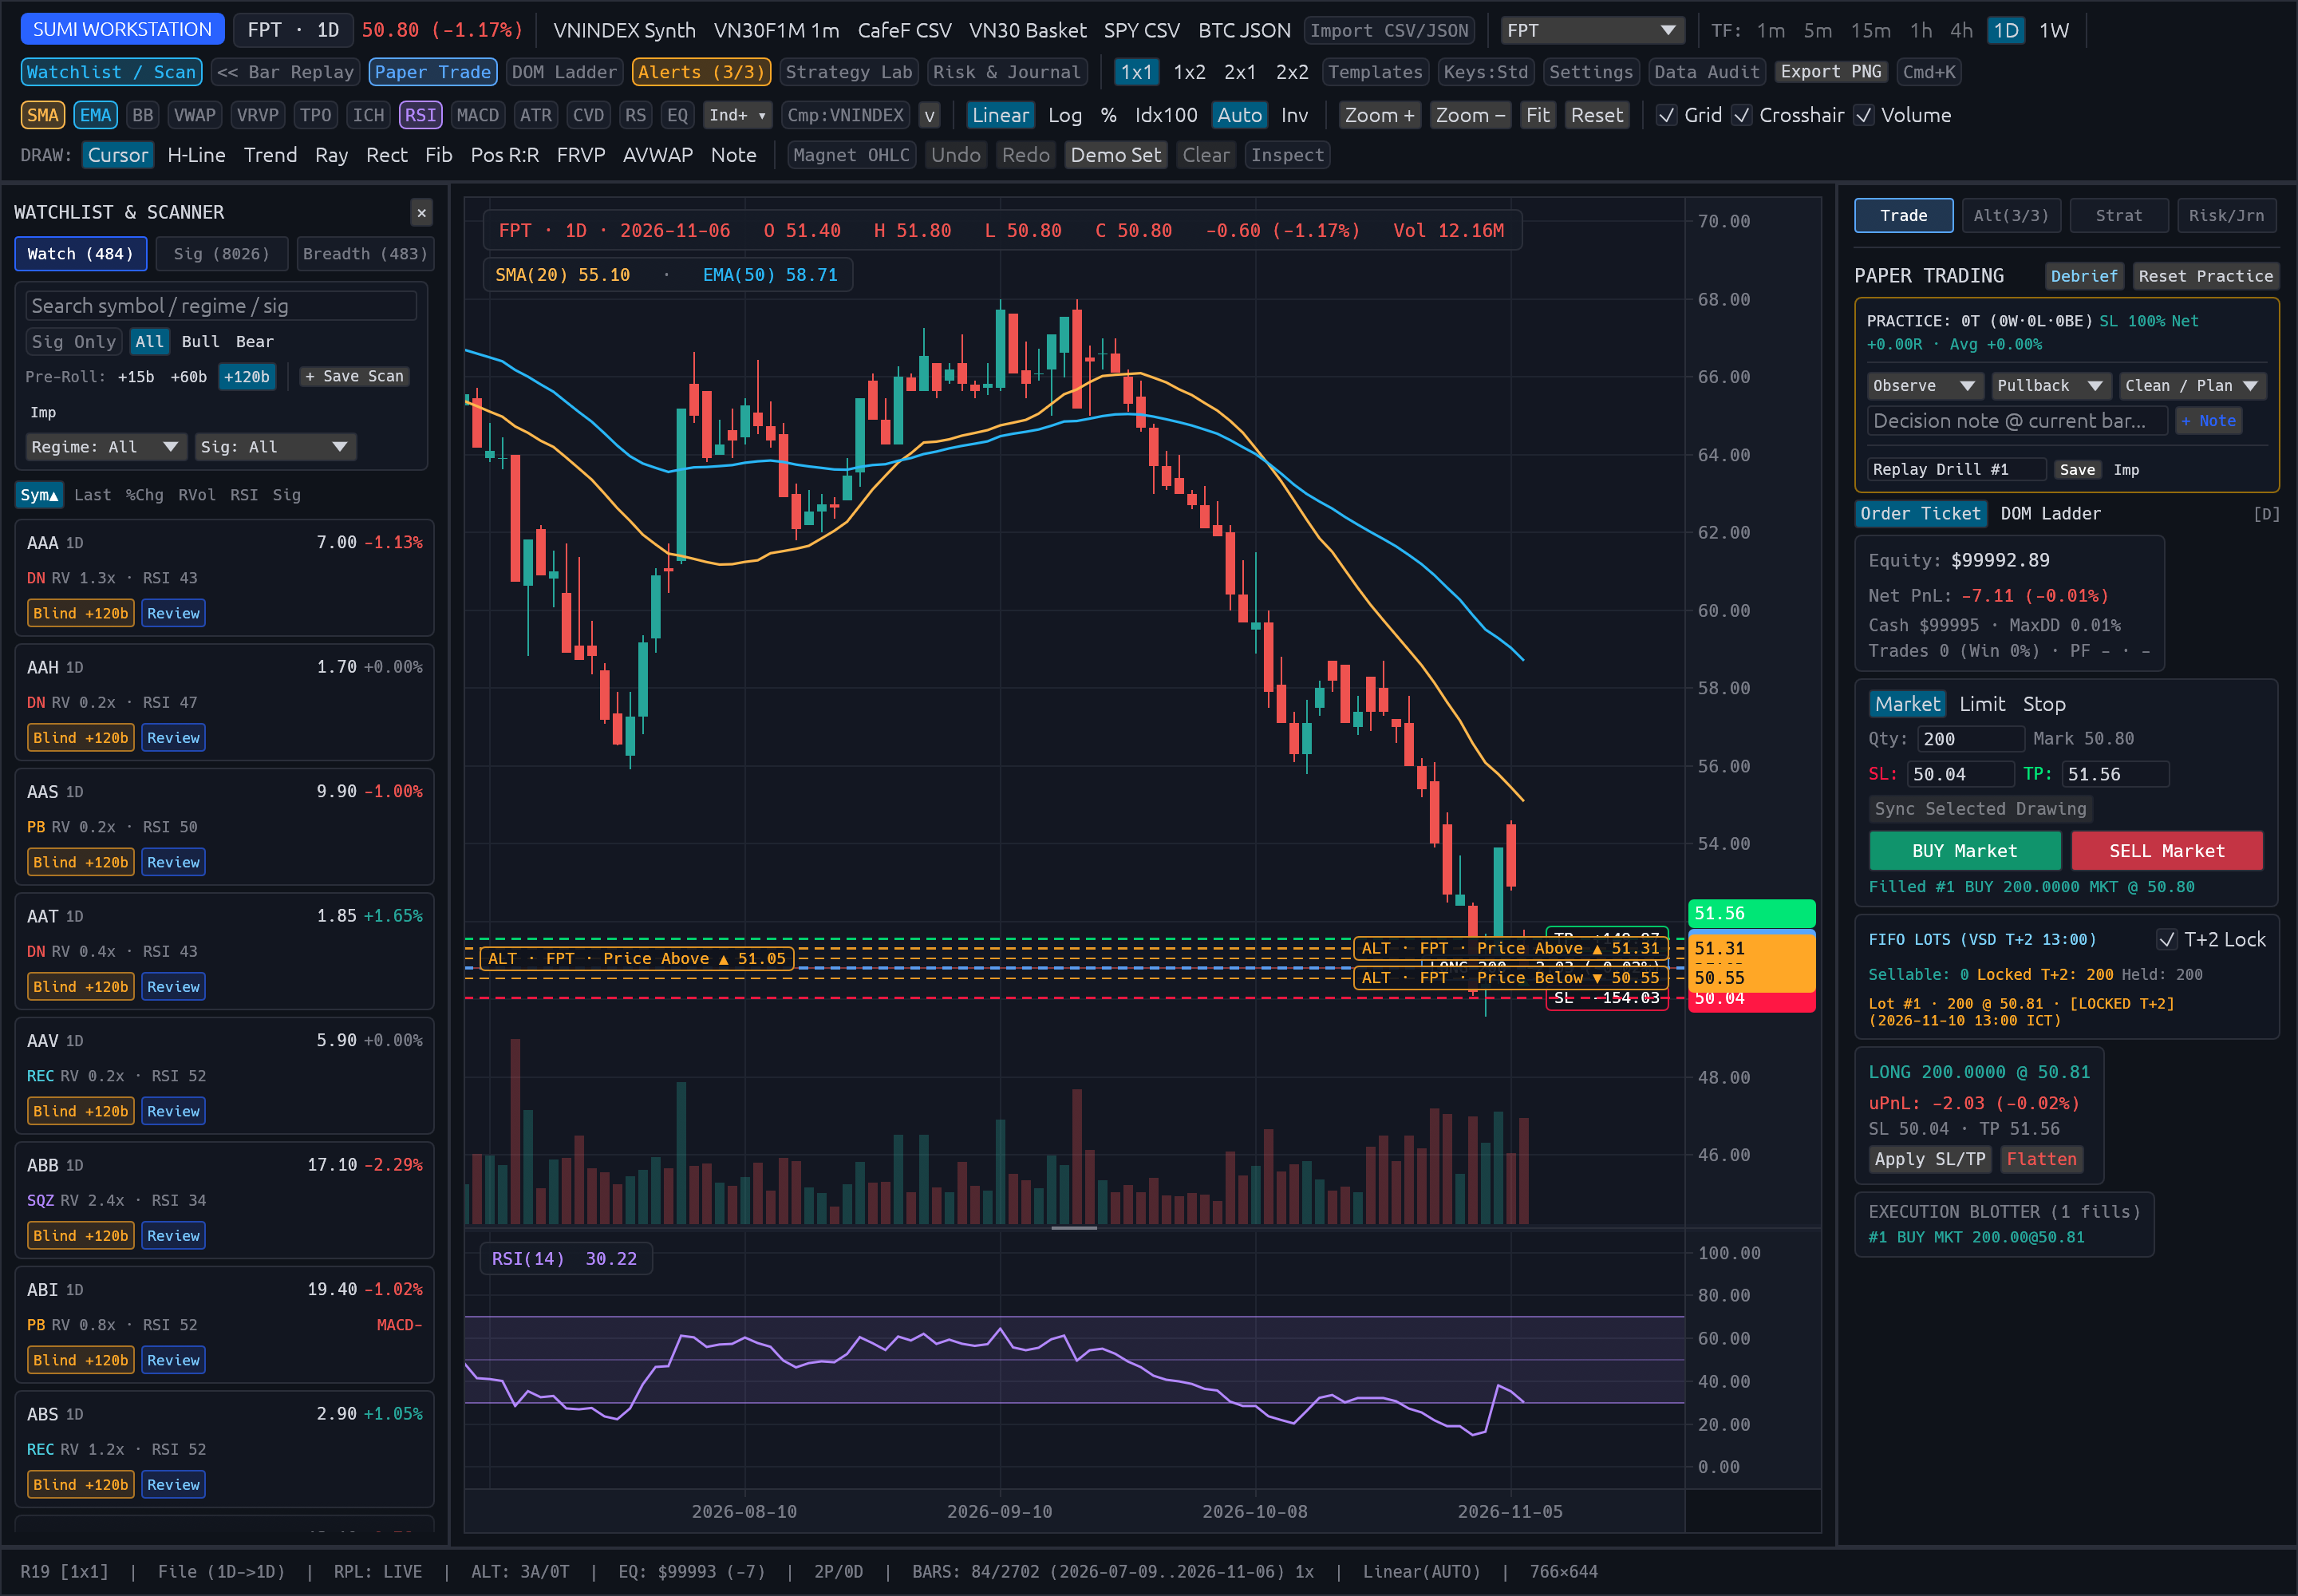 SUMI WORKSTATION FPT · 1D 50.80 (-1.17%) VNINDEX Synth VN30F1M 1m CafeF CSV VN30 Basket SPY CSV BTC JSON Import CSV/JSON FPT TF: 1m 5m 15m 1h 4h 1D 1W
Watchlist / Scan << Bar Replay Paper Trade DOM Ladder Alerts (3/3) Strategy Lab Risk & Journal 1x1 1x2 2x1 2x2 Templates Keys:Std Settings Data Audit Export PNG Cmd+K
SMA EMA BB VWAP VRVP TPO ICH RSI MACD ATR CVD RS EQ Ind+ ▾ Cmp:VNINDEX v Linear Log % Idx100 Auto Inv Zoom + Zoom − Fit Reset Grid Crosshair Volume
DRAW: Cursor H-Line Trend Ray Rect Fib Pos R:R FRVP AVWAP Note Magnet OHLC Undo Redo Demo Set Clear Inspect
WATCHLIST & SCANNER ×
Watch (484) Sig (8026) Breadth (483)
Search symbol / regime / sig
Sig Only All Bull Bear
Pre-Roll: +15b +60b +120b + Save Scan
Imp
Regime: All Sig: All
Sym▲ Last %Chg RVol RSI Sig
AAA 1D 7.00 -1.13%
DN RV 1.3x · RSI 43
Blind +120b Review
AAH 1D 1.70 +0.00%
DN RV 0.2x · RSI 47
Blind +120b Review
AAS 1D 9.90 -1.00%
PB RV 0.2x · RSI 50
Blind +120b Review
AAT 1D 1.85 +1.65%
DN RV 0.4x · RSI 43
Blind +120b Review
AAV 1D 5.90 +0.00%
REC RV 0.2x · RSI 52
Blind +120b Review
ABB 1D 17.10 -2.29%
SQZ RV 2.4x · RSI 34
Blind +120b Review
ABI 1D 19.40 -1.02%
PB RV 0.8x · RSI 52 MACD-
Blind +120b Review
ABS 1D 2.90 +1.05%
REC RV 1.2x · RSI 52
Blind +120b Review
FPT · 1D · 2026-11-06 O 51.40 H 51.80 L 50.80 C 50.80 -0.60 (-1.17%) Vol 12.16M
SMA(20) 55.10 · EMA(50) 58.71
70.00
68.00
66.00
64.00
62.00
60.00
58.00
56.00
54.00
51.56
ALT · FPT · Price Above ▲ 51.31
51.31
ALT · FPT · Price Above ▲ 51.05
ALT · FPT · Price Below ▼ 50.55
50.55
SL -154.03
50.04
48.00
46.00
RSI(14) 30.22
100.00
80.00
60.00
40.00
20.00
0.00
2026-08-10 2026-09-10 2026-10-08 2026-11-05
Trade Alt(3/3) Strat Risk/Jrn
PAPER TRADING Debrief Reset Practice
PRACTICE: 0T (0W·0L·0BE) SL 100% Net
+0.00R · Avg +0.00%
Observe Pullback Clean / Plan
Decision note @ current bar... + Note
Replay Drill #1 Save Imp
Order Ticket DOM Ladder [D]
Equity: $99992.89
Net PnL: -7.11 (-0.01%)
Cash $99995 · MaxDD 0.01%
Trades 0 (Win 0%) · PF - · -
Market Limit Stop
Qty: 200 Mark 50.80
SL: 50.04 TP: 51.56
Sync Selected Drawing
BUY Market SELL Market
Filled #1 BUY 200.0000 MKT @ 50.80
FIFO LOTS (VSD T+2 13:00) T+2 Lock
Sellable: 0 Locked T+2: 200 Held: 200
Lot #1 · 200 @ 50.81 · [LOCKED T+2]
(2026-11-10 13:00 ICT)
LONG 200.0000 @ 50.81
uPnL: -2.03 (-0.02%)
SL 50.04 · TP 51.56
Apply SL/TP Flatten
EXECUTION BLOTTER (1 fills)
#1 BUY MKT 200.00@50.81
R19 [1x1] | File (1D->1D) | RPL: LIVE | ALT: 3A/0T | EQ: $99993 (-7) | 2P/0D | BARS: 84/2702 (2026-07-09..2026-11-06) 1x | Linear(AUTO) | 766×644